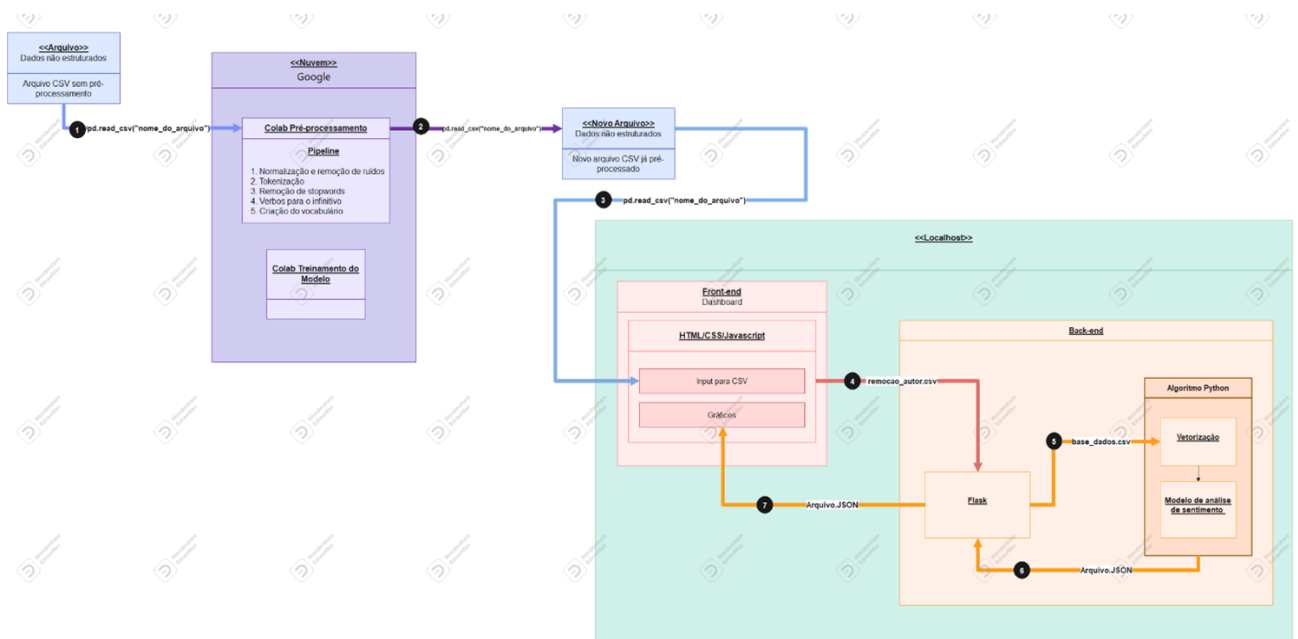 <<Arquivo>>
Dados não estruturados
Arquivo CSV sem pré-
processamento
1
pd.read_csv("nome_do_arquivo")
<<Nuvem>>
Google
Colab Pré-processamento
Pipeline
1. Normalização e remoção de ruídos
2. Tokenização
3. Remoção de stopwords
4. Verbos para o infinitivo
5. Criação do vocabulário
Colab Treinamento do
Modelo
2
pd.read_csv("nome_do_arquivo")
<<Novo Arquivo>>
Dados não estruturados
Novo arquivo CSV já pré-
processado
3
pd.read_csv("nome_do_arquivo")
<<Localhost>>
Front-end
Dashboard
HTML/CSS/Javascript
Input para CSV
Gráficos
4
remocao_autor.csv
Back-end
Algoritmo Python
Vetorização
Modelo de análise
de sentimento
5
base_dados.csv
Flask
7
Arquivo.JSON
6
Arquivo.JSON
Wondershare
EdrawMax